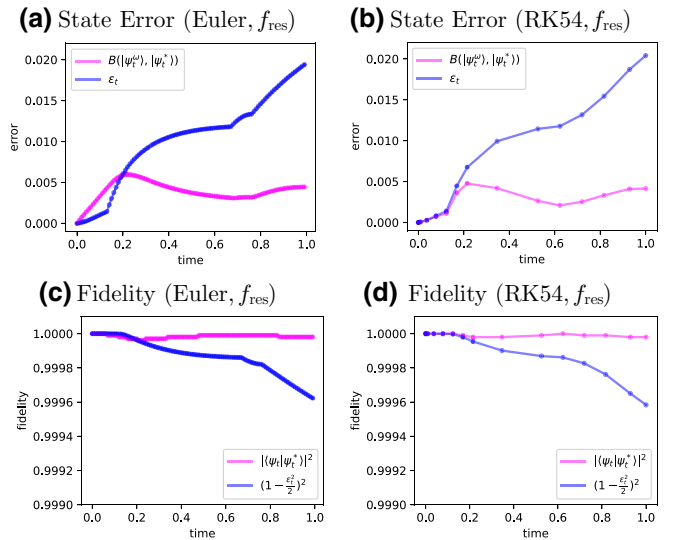 (a) State Error (Euler, f_res)
B(|ψ_t^ω⟩, |ψ_t^*⟩)
ε_t
0.020
0.015
0.010
0.005
0.000
error
0.0 0.2 0.4 0.6 0.8 1.0
time
(b) State Error (RK54, f_res)
B(|ψ_t^ω⟩, |ψ_t^*⟩)
ε_t
0.020
0.015
0.010
0.005
0.000
error
0.0 0.2 0.4 0.6 0.8 1.0
time
(c) Fidelity (Euler, f_res)
1.0000
0.9998
0.9996
0.9994
0.9992
0.9990
fidelity
|⟨ψ_t|ψ_t^*⟩|^2
(1 − ε_t^2/2)^2
0.0 0.2 0.4 0.6 0.8 1.0
time
(d) Fidelity (RK54, f_res)
1.0000
0.9998
0.9996
0.9994
0.9992
0.9990
fidelity
|⟨ψ_t|ψ_t^*⟩|^2
(1 − ε_t^2/2)^2
0.0 0.2 0.4 0.6 0.8 1.0
time